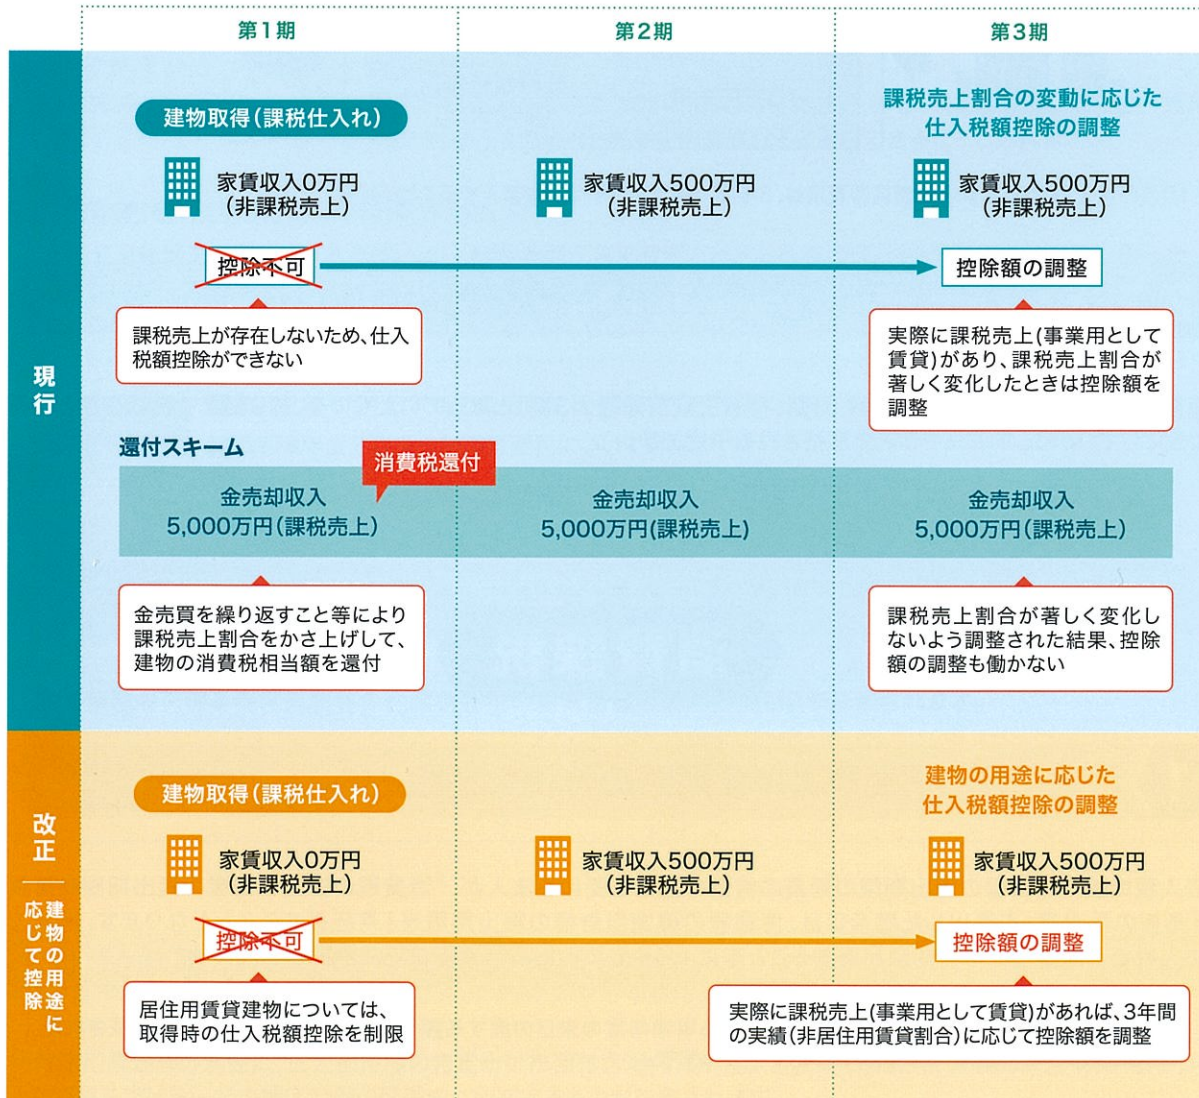 第1期
第2期
第3期
現行
建物取得(課税仕入れ)
課税売上割合の変動に応じた
仕入税額控除の調整
家賃収入0万円
(非課税売上)
家賃収入500万円
(非課税売上)
家賃収入500万円
(非課税売上)
控除不可
控除額の調整
課税売上が存在しないため、仕入
税額控除ができない
実際に課税売上(事業用として
賃貸)があり、課税売上割合が
著しく変化したときは控除額を
調整
還付スキーム
消費税還付
金売却収入
5,000万円(課税売上)
金売却収入
5,000万円(課税売上)
金売却収入
5,000万円(課税売上)
金売買を繰り返すこと等により
課税売上割合をかさ上げして、
建物の消費税相当額を還付
課税売上割合が著しく変化し
ないよう調整された結果、控除
額の調整も働かない
改正
建物の用途に
応じて控除
建物取得(課税仕入れ)
建物の用途に応じた
仕入税額控除の調整
家賃収入0万円
(非課税売上)
家賃収入500万円
(非課税売上)
家賃収入500万円
(非課税売上)
控除不可
控除額の調整
居住用賃貸建物については、
取得時の仕入税額控除を制限
実際に課税売上(事業用として賃貸)があれば、3年間
の実績(非居住用賃貸割合)に応じて控除額を調整